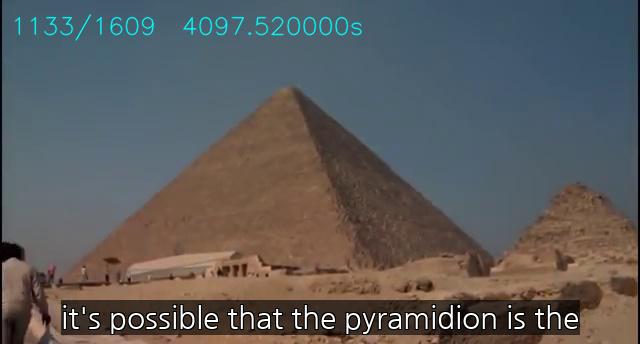 1133/1609 4097.520000s
it's possible that the pyramidion is the